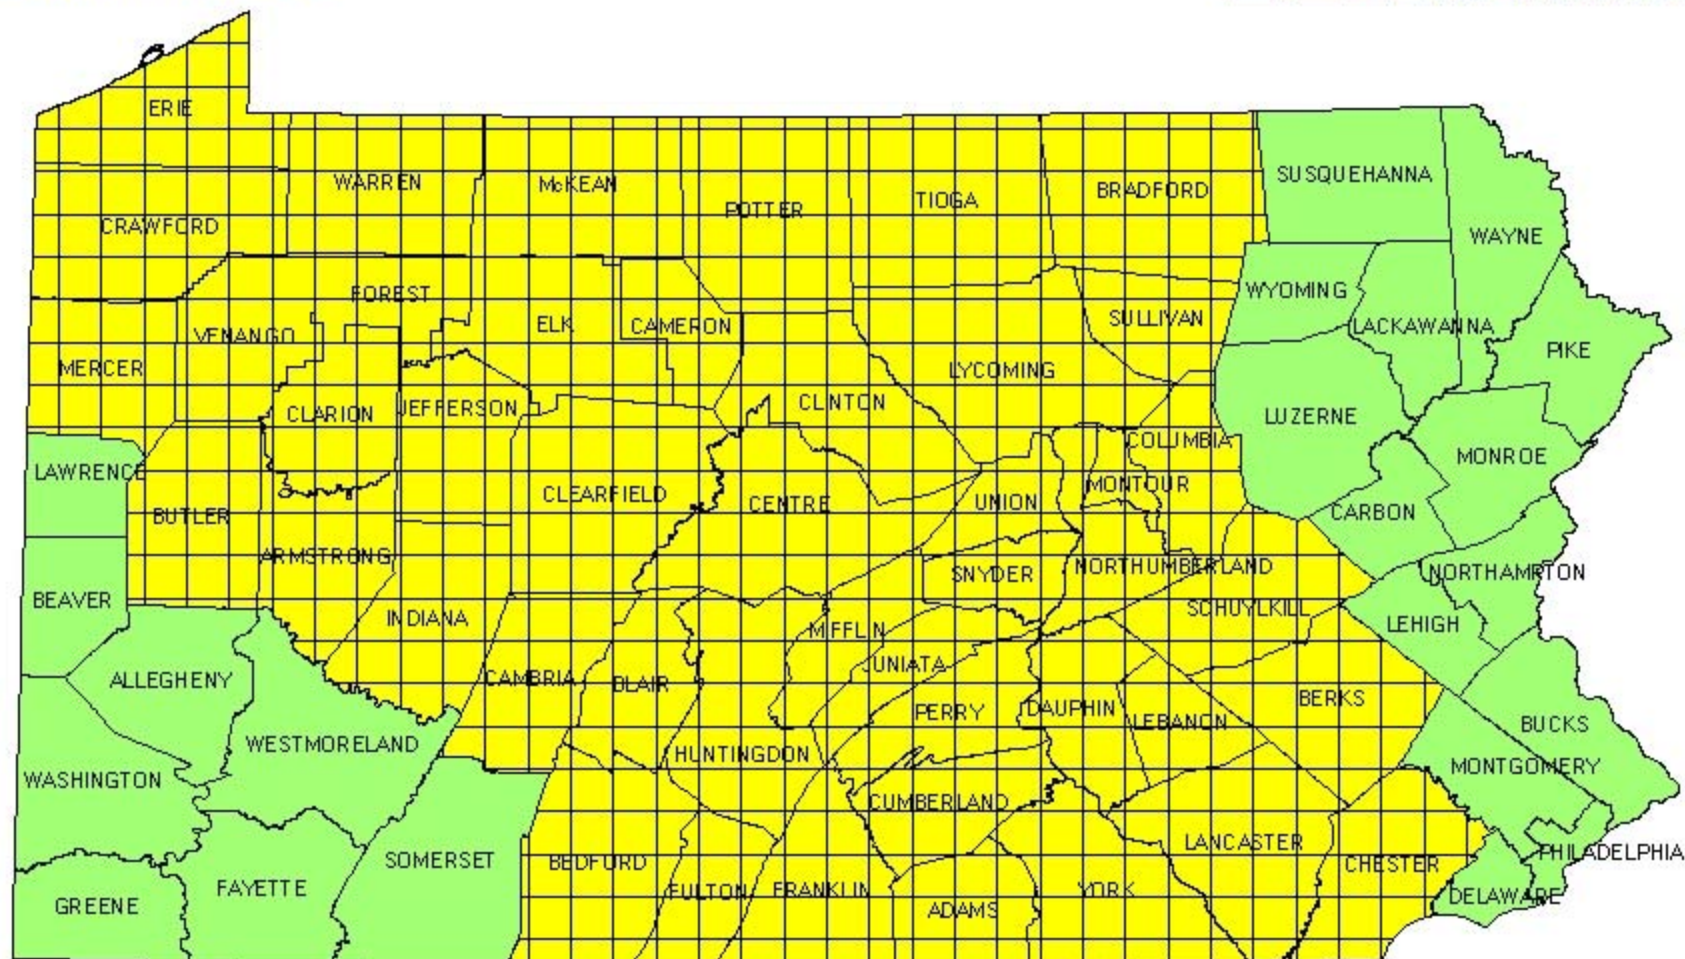 ERIE
WARREN
McKEAN
POTTER
TIOGA
BRADFORD
SUSQUEHANNA
WAYNE
CRAWFORD
FOREST
VENANGO
ELK
CAMERON
SULLIVAN
WYOMING
LACKAWANNA
PIKE
MERCER
CLARION
JEFFERSON
CLINTON
LYCOMING
COLUMBIA
LUZERNE
MONROE
LAWRENCE
BUTLER
CLEARFIELD
CENTRE
UNION
MONTOUR
CARBON
ARMSTRONG
SNYDER
NORTHUMBERLAND
NORTHAMPTON
BEAVER
INDIANA
MIFFLIN
SCHUYLKILL
LEHIGH
ALLEGHENY
CAMBRIA
BLAIR
JUNIATA
PERRY
DAUPHIN
LEBANON
BERKS
BUCKS
WASHINGTON
WESTMORELAND
HUNTINGDON
CUMBERLAND
MONTGOMERY
SOMERSET
BEDFORD
LANCASTER
CHESTER
PHILADELPHIA
GREENE
FAYETTE
FULTON
FRANKLIN
ADAMS
YORK
DELAWARE